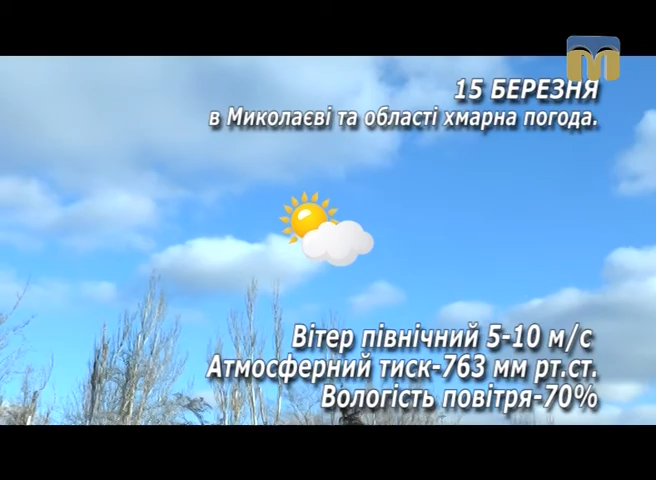 15 БЕРЕЗНЯ
в Миколаєві та області хмарна погода.
Вітер північний 5-10 м/с
Атмосферний тиск-763 мм рт.ст.
Вологість повітря-70%